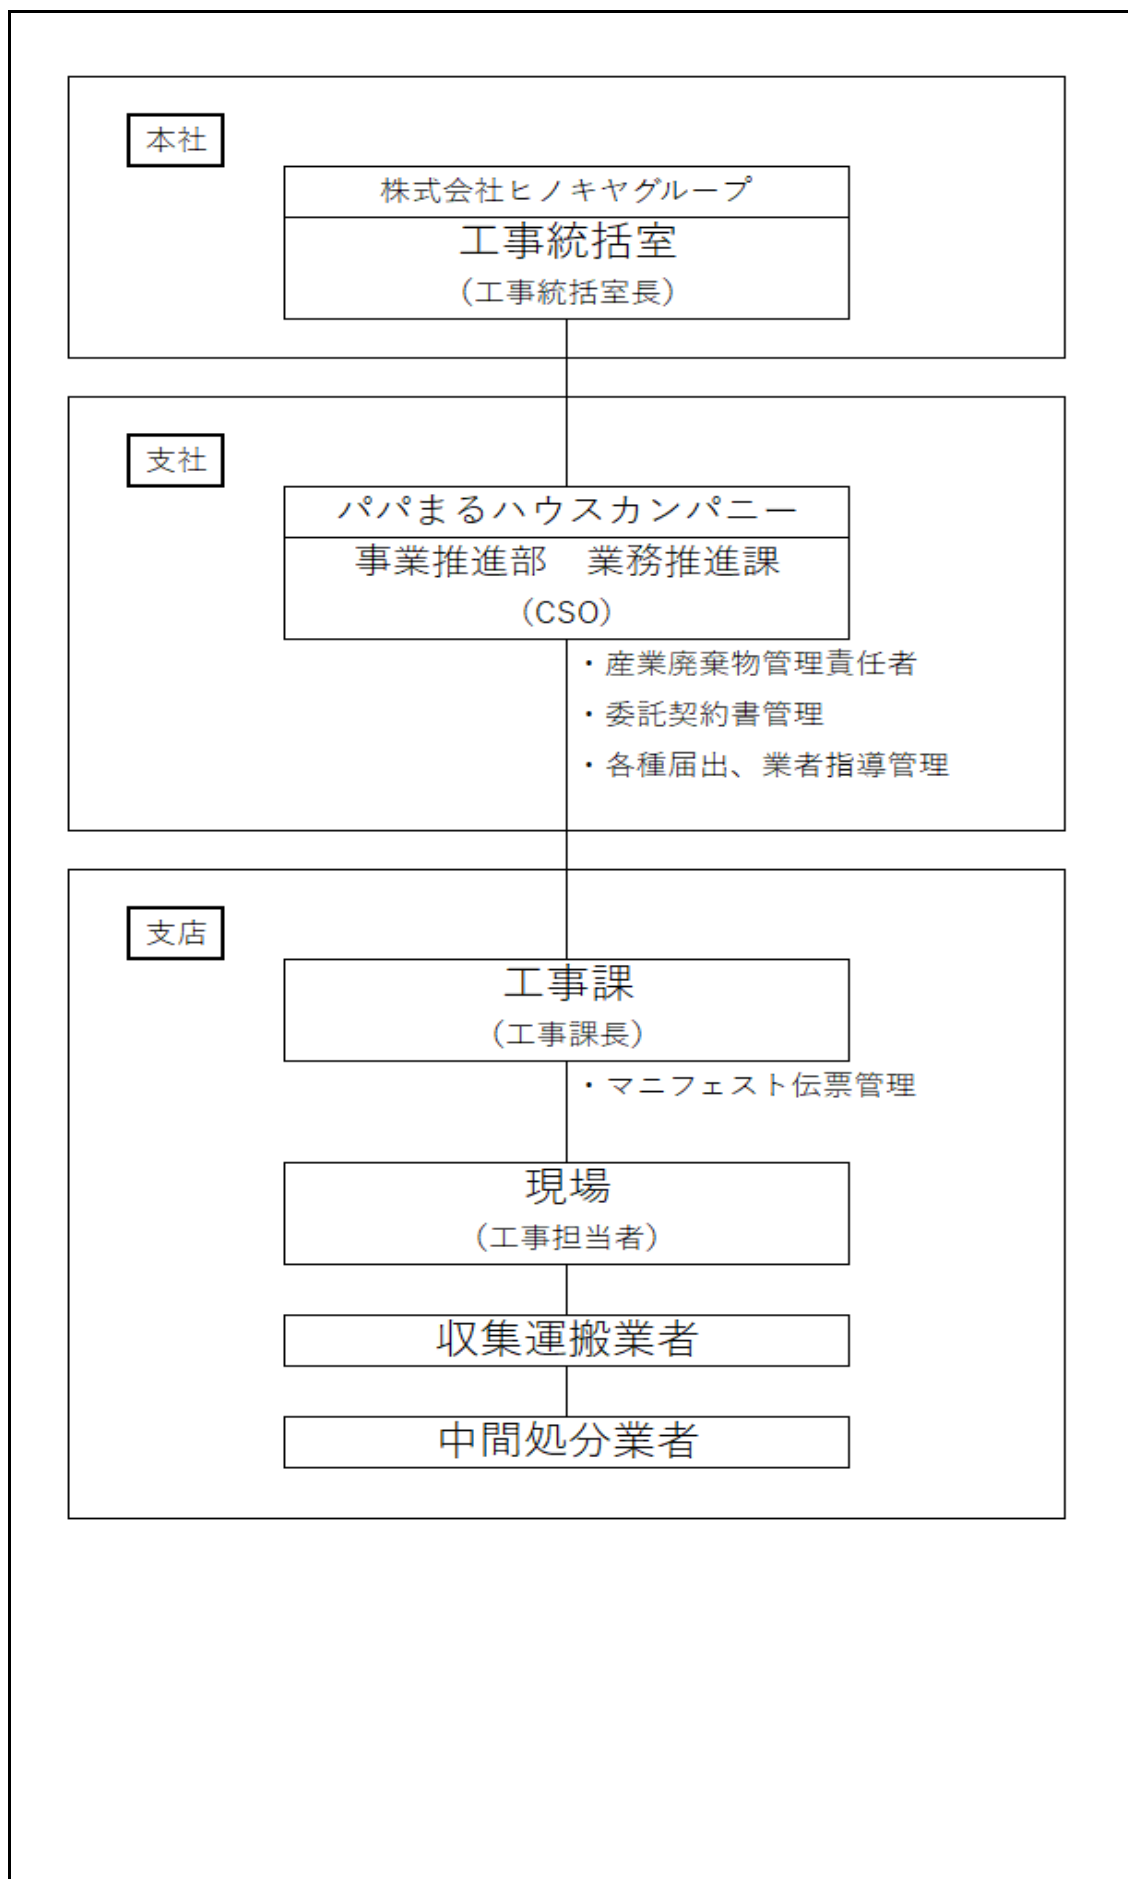 本社
株式会社ヒノキヤグループ
工事統括室
（工事統括室長）
支社
パパまるハウスカンパニー
事業推進部　業務推進課
（CSO）
・産業廃棄物管理責任者
・委託契約書管理
・各種届出、業者指導管理
支店
工事課
（工事課長）
・マニフェスト伝票管理
現場
（工事担当者）
収集運搬業者
中間処分業者